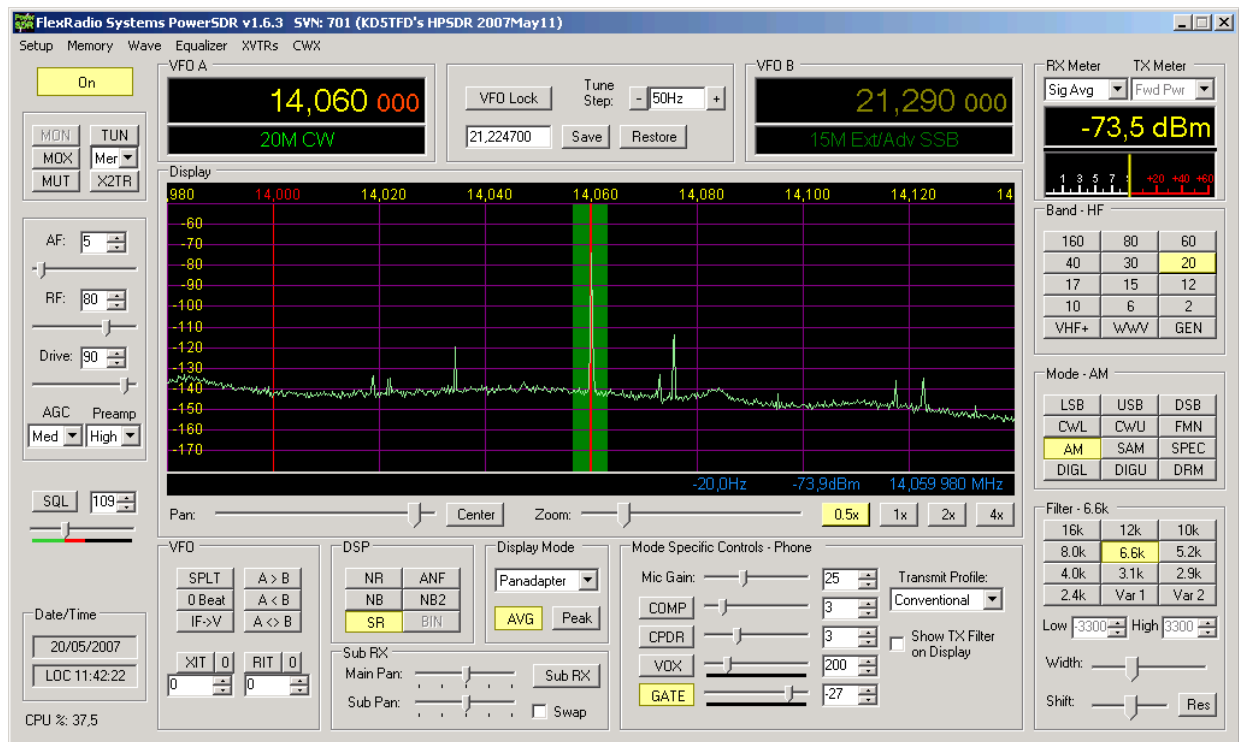 FlexRadio Systems PowerSDR v1.6.3 SVN: 701 (KD5TFD's HPSDR 2007May11)
Setup Memory Wave Equalizer XVTRs CWX
On
MON TUN
MOX Mer
MUT X2TR
AF: 5
RF: 80
Drive: 90
AGC Preamp
Med High
SQL 109
Date/Time
20/05/2007
LOC 11:42:22
CPU %: 37,5
VFO A
14,060 000
20M CW
VFO Lock
Tune
Step: - 50Hz +
21,224700 Save Restore
VFO B
21,290 000
15M Ext/Adv SSB
Display
,980 14,000 14,020 14,040 14,060 14,080 14,100 14,120 14
-60
-70
-80
-90
-100
-110
-120
-130
-140
-150
-160
-170
-20,0Hz -73,9dBm 14,059 980 MHz
Pan: Center Zoom: 0.5x 1x 2x 4x
VFO
SPLT A > B
0 Beat A < B
IF->V A <> B
XIT 0 RIT 0
0 0
DSP
NR ANF
NB NB2
SR BIN
Display Mode
Panadapter
AVG Peak
Sub RX
Main Pan: Sub RX
Sub Pan: Swap
Mode Specific Controls - Phone
Mic Gain: 25
COMP 3
CPDR 3
VOX 200
GATE -27
Transmit Profile:
Conventional
Show TX Filter
on Display
RX Meter TX Meter
Sig Avg Fwd Pwr
-73,5 dBm
1 3 5 7 +20 +40 +60
Band - HF
160 80 60
40 30 20
17 15 12
10 6 2
VHF+ WWV GEN
Mode - AM
LSB USB DSB
CWL CWU FMN
AM SAM SPEC
DIGL DIGU DRM
Filter - 6.6k
16k 12k 10k
8.0k 6.6k 5.2k
4.0k 3.1k 2.9k
2.4k Var 1 Var 2
Low -3300 High 3300
Width:
Shift: Res